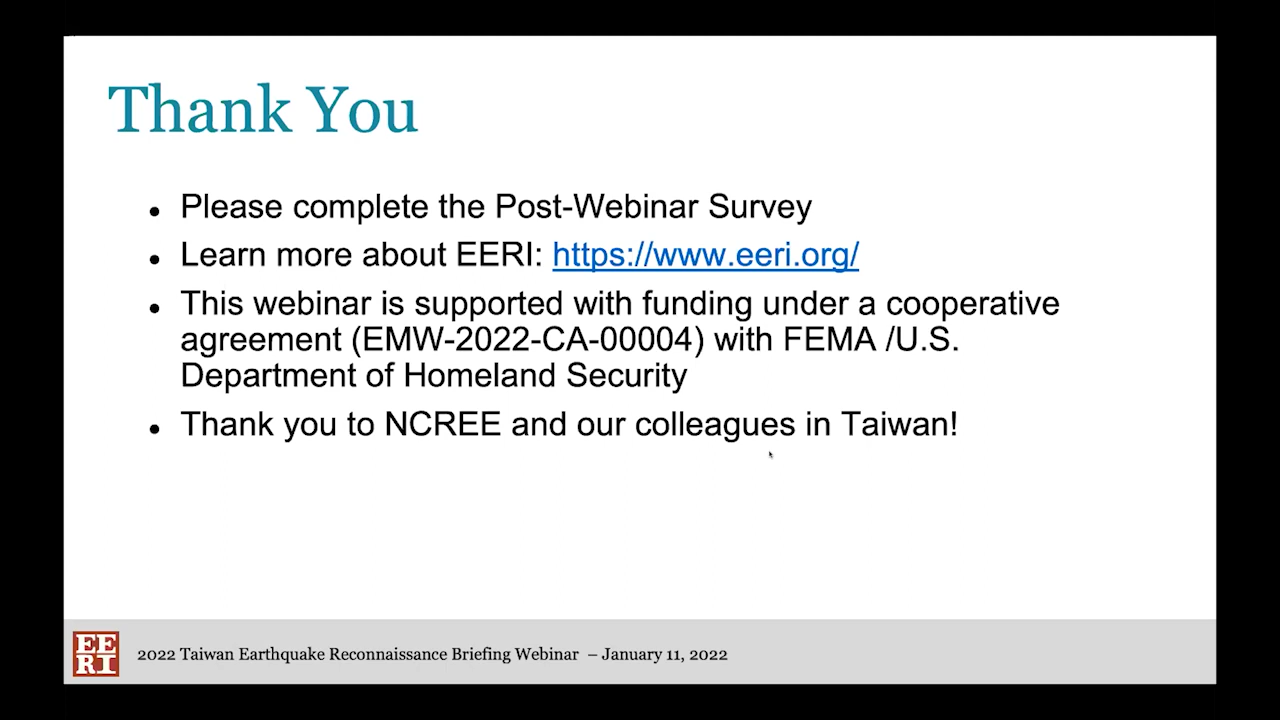 Thank You
• Please complete the Post-Webinar Survey
• Learn more about EERI: https://www.eeri.org/
• This webinar is supported with funding under a cooperative
agreement (EMW-2022-CA-00004) with FEMA /U.S.
Department of Homeland Security
• Thank you to NCREE and our colleagues in Taiwan!
EE
RI
2022 Taiwan Earthquake Reconnaissance Briefing Webinar – January 11, 2022